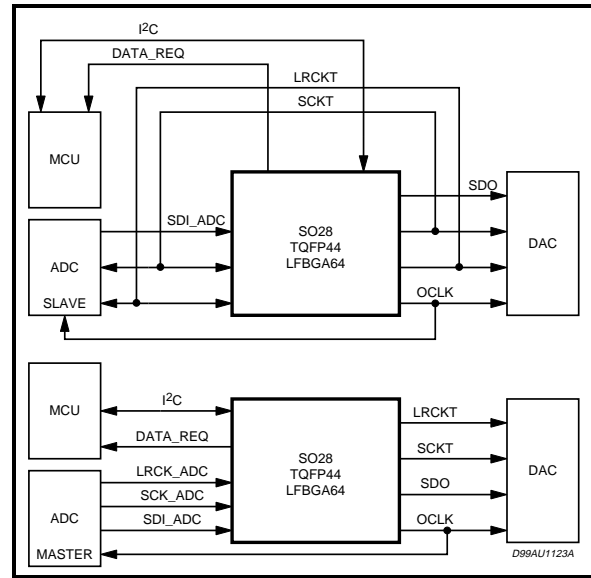 I2C
DATA_REQ
LRCKT
SCKT
MCU
SDO
SDI_ADC
SO28
TQFP44
LFBGA64
DAC
ADC
SLAVE
OCLK
MCU
I2C
DATA_REQ
LRCKT
SO28
TQFP44
LFBGA64
SCKT
DAC
LRCK_ADC
SCK_ADC
SDO
ADC
SDI_ADC
OCLK
MASTER
D99AU1123A